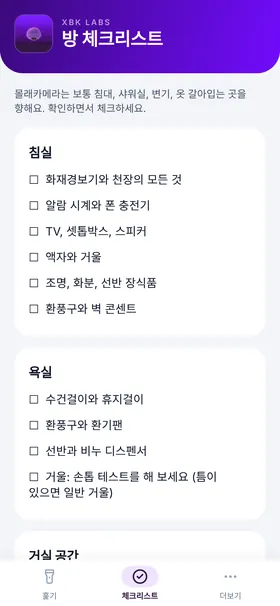 XBK LABS
방 체크리스트
몰래카메라는 보통 침대, 샤워실, 변기, 옷 갈아입는 곳을
향해요. 확인하면서 체크하세요.
침실
화재경보기와 천장의 모든 것
알람 시계와 폰 충전기
TV, 셋톱박스, 스피커
액자와 거울
조명, 화분, 선반 장식품
환풍구와 벽 콘센트
욕실
수건걸이와 휴지걸이
환풍구와 환기팬
선반과 비누 디스펜서
거울: 손톱 테스트를 해 보세요 (틈이
있으면 일반 거울)
거실 공간
훑기
체크리스트
더보기